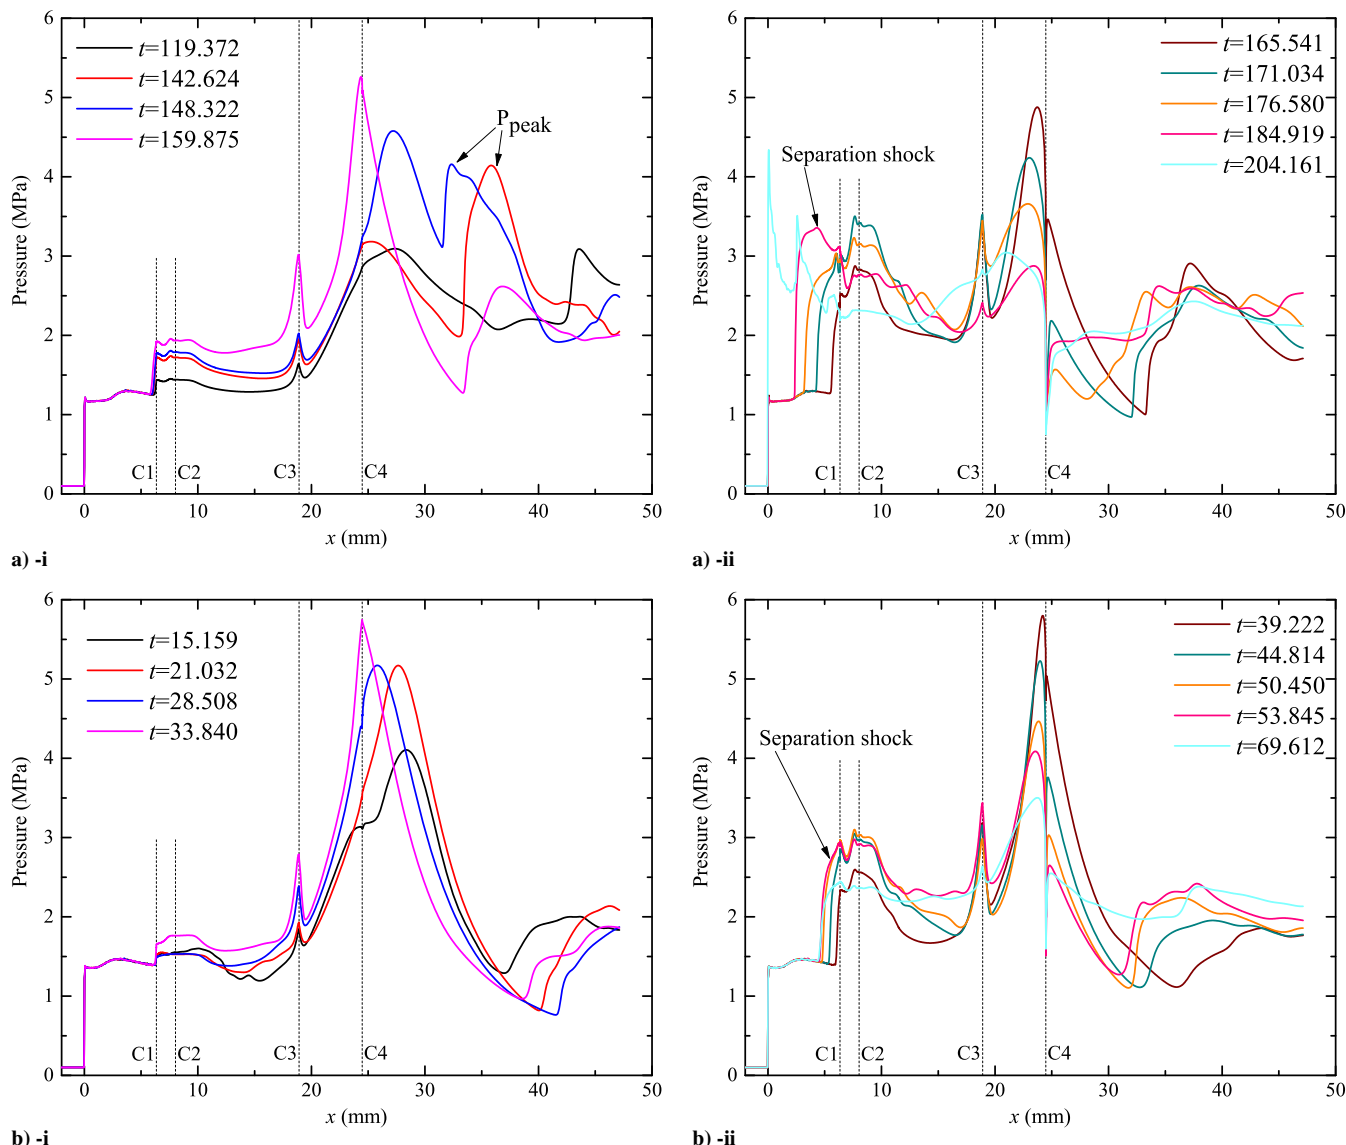 6
5
4
3
2
1
0
Pressure (MPa)
t=119.372
t=142.624
t=148.322
t=159.875
P peak
C1
C2
C3
C4
0 10 20 30 40 50
x (mm)
a) -i
6
5
4
3
2
1
0
Pressure (MPa)
t=165.541
t=171.034
t=176.580
t=184.919
t=204.161
Separation shock
C1
C2
C3
C4
0 10 20 30 40 50
x (mm)
a) -ii
6
5
4
3
2
1
0
Pressure (MPa)
t=15.159
t=21.032
t=28.508
t=33.840
C1
C2
C3
C4
0 10 20 30 40 50
x (mm)
b) -i
6
5
4
3
2
1
0
Pressure (MPa)
t=39.222
t=44.814
t=50.450
t=53.845
t=69.612
Separation shock
C1
C2
C3
C4
0 10 20 30 40 50
x (mm)
b) -ii